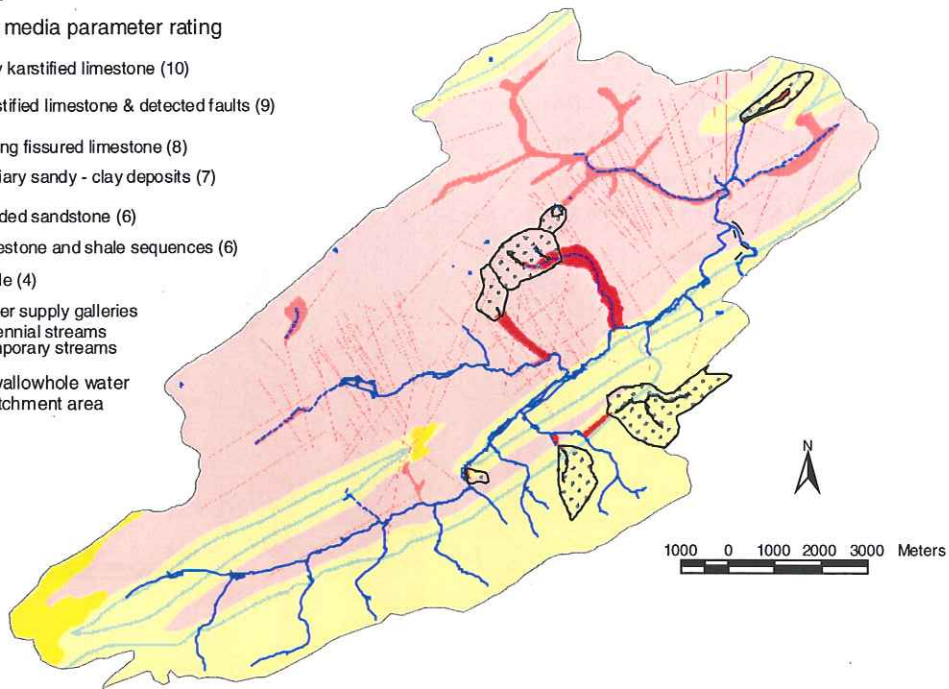 media parameter rating
karstified limestone (10)
stified limestone & detected faults (9)
ng fissured limestone (8)
iary sandy - clay deposits (7)
ded sandstone (6)
estone and shale sequences (6)
le (4)
er supply galleries
ennial streams
porary streams
wallowhole water
tchment area
N
1000 0 1000 2000 3000 Meters